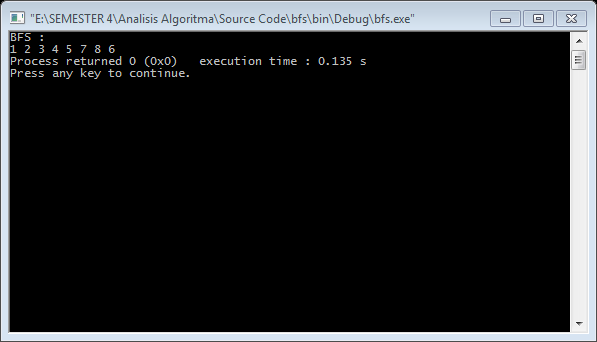 "E:\SEMESTER 4\Analisis Algoritma\Source Code\bfs\bin\Debug\bfs.exe"
BFS :
1 2 3 4 5 7 8 6
Process returned 0 (0x0)   execution time : 0.135 s
Press any key to continue.